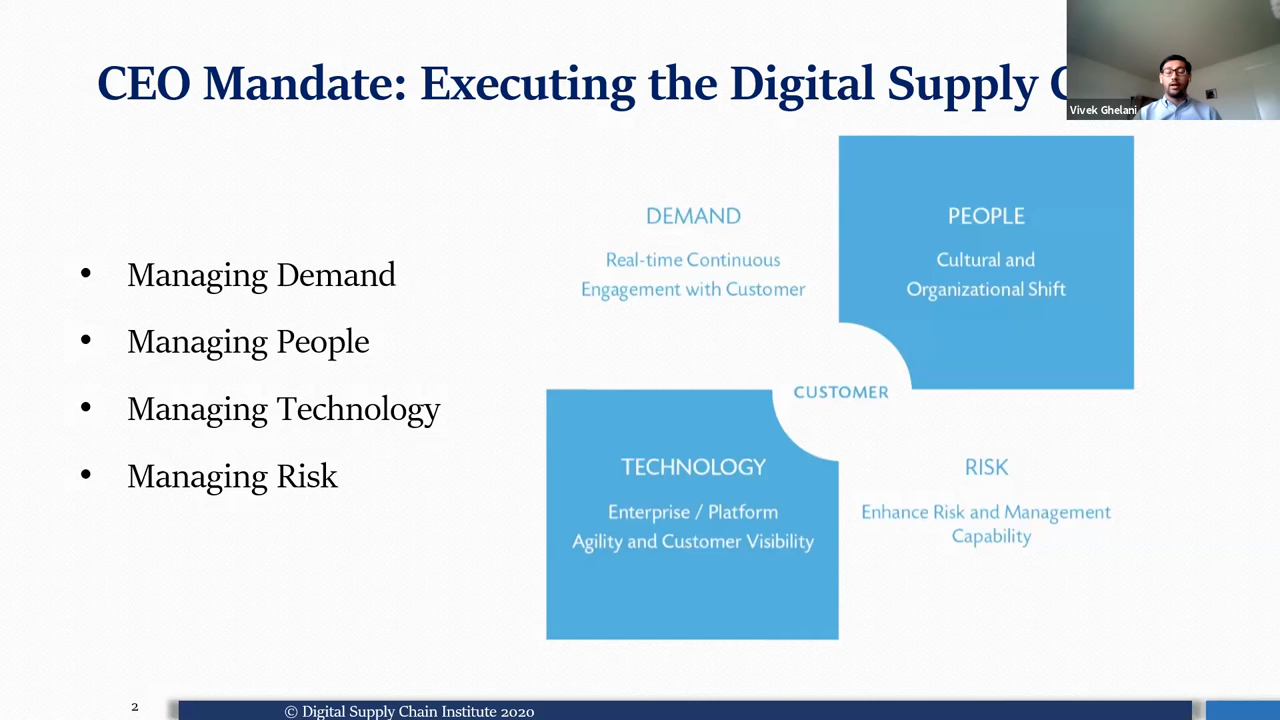 CEO Mandate: Executing the Digital Supply
Vivek Ghelani
• Managing Demand
• Managing People
• Managing Technology
• Managing Risk
DEMAND
Real-time Continuous
Engagement with Customer
PEOPLE
Cultural and
Organizational Shift
CUSTOMER
TECHNOLOGY
Enterprise / Platform
Agility and Customer Visibility
RISK
Enhance Risk and Management
Capability
2
© Digital Supply Chain Institute 2020